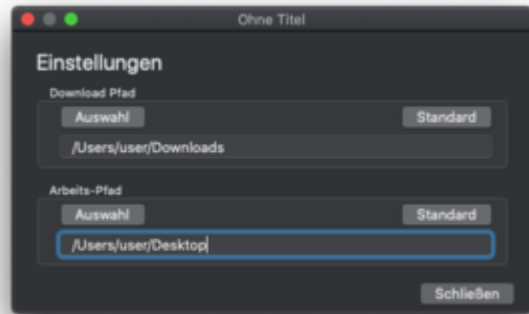 Ohne Titel
Einstellungen
Download Pfad
Auswahl Standard
/Users/user/Downloads
Arbeits-Pfad
Auswahl Standard
/Users/user/Desktop
Schließen